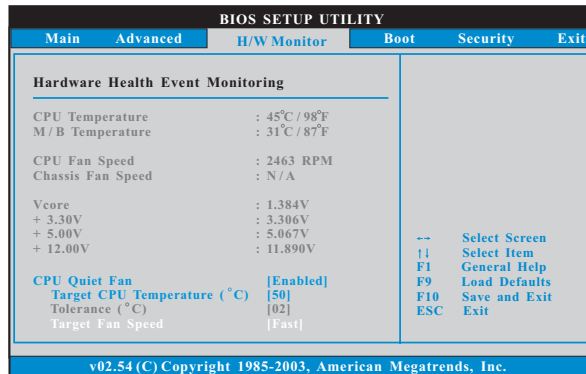 BIOS SETUP UTILITY
Main Advanced H/W Monitor Boot Security Exit
Hardware Health Event Monitoring
CPU Temperature : 45°C / 98°F
M / B Temperature : 31°C / 87°F
CPU Fan Speed : 2463 RPM
Chassis Fan Speed : N / A
Vcore : 1.384V
+ 3.30V : 3.306V
+ 5.00V : 5.067V
+ 12.00V : 11.890V
CPU Quiet Fan [Enabled]
Target CPU Temperature (°C) [50]
Tolerance (°C) [02]
Target Fan Speed [Fast]
←→ Select Screen
↑↓ Select Item
F1 General Help
F9 Load Defaults
F10 Save and Exit
ESC Exit
v02.54 (C) Copyright 1985-2003, American Megatrends, Inc.